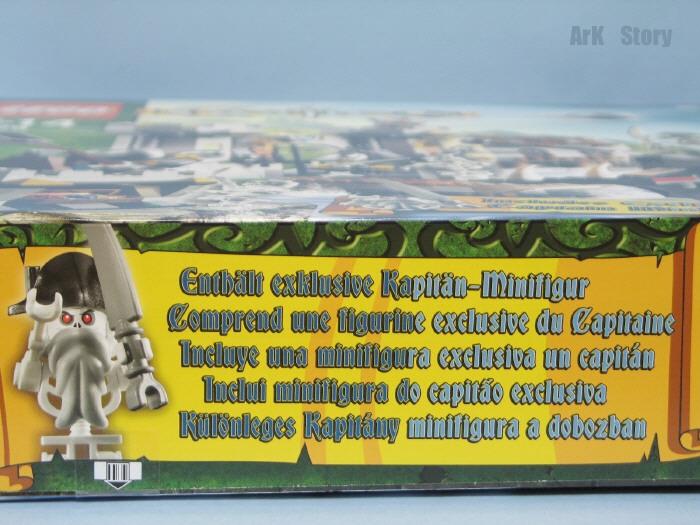 ArK Story
Enthält exklusive Kapitän-Minifigur
Comprend une figurine exclusive du Capitaine
Incluye una minifigura exclusiva un capitán
Inclui minifigura do capitão exclusiva
Különleges Kapitány minifigura a dobozban